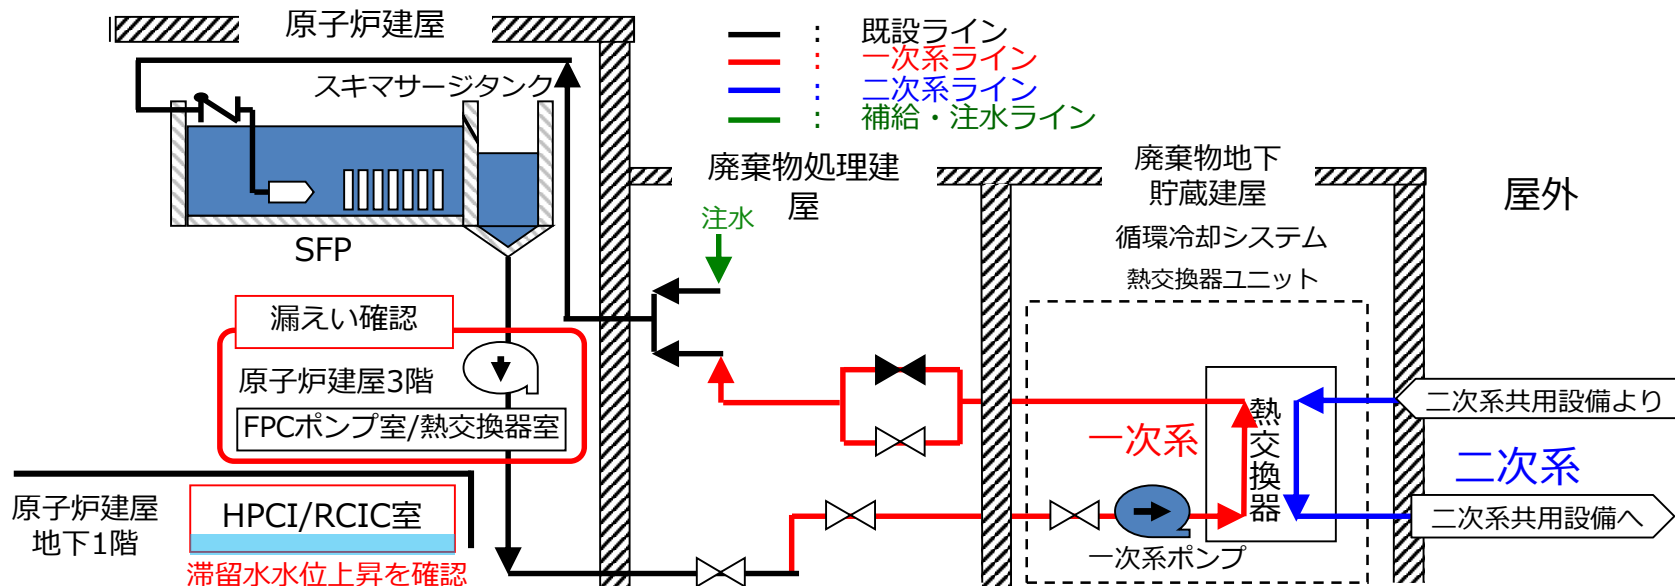 原子炉建屋
スキマサージタンク
SFP
： 既設ライン
： 一次系ライン
： 二次系ライン
： 補給・注水ライン
廃棄物処理建
屋
注水
廃棄物地下
貯蔵建屋
循環冷却システム
熱交換器ユニット
屋外
漏えい確認
原子炉建屋3階
FPCポンプ室/熱交換器室
原子炉建屋
地下1階
HPCI/RCIC室
滞留水水位上昇を確認
一次系
熱交換器
一次系ポンプ
二次系共用設備より
二次系
二次系共用設備へ